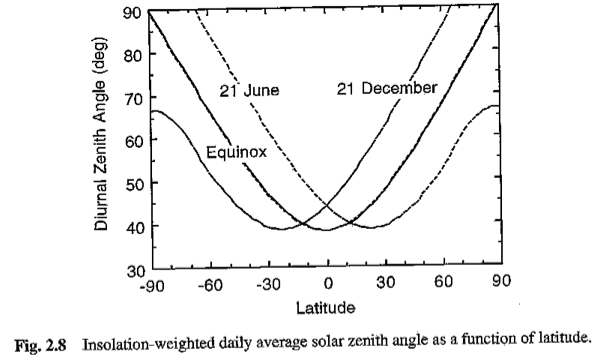 90
80
70
60
50
40
30
Diurnal Zenith Angle (deg)
21 June
21 December
Equinox
-90 -60 -30 0 30 60 90
Latitude
Fig. 2.8 Insolation-weighted daily average solar zenith angle as a function of latitude.